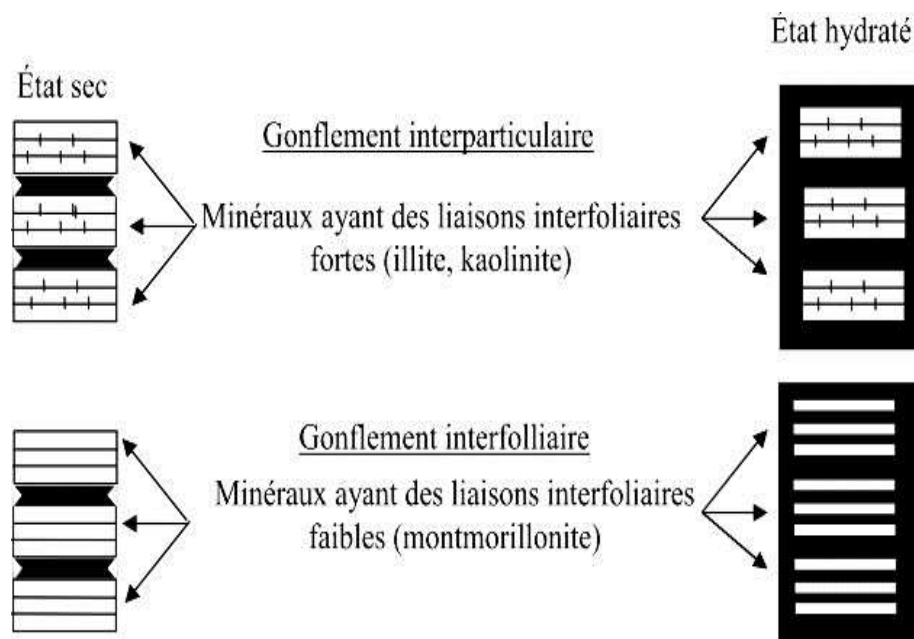 État sec
État hydraté
Gonflement interparticulaire
Minéraux ayant des liaisons interfoliaires
fortes (illite, kaolinite)
Gonflement interfolliaire
Minéraux ayant des liaisons interfoliaires
faibles (montmorillonite)